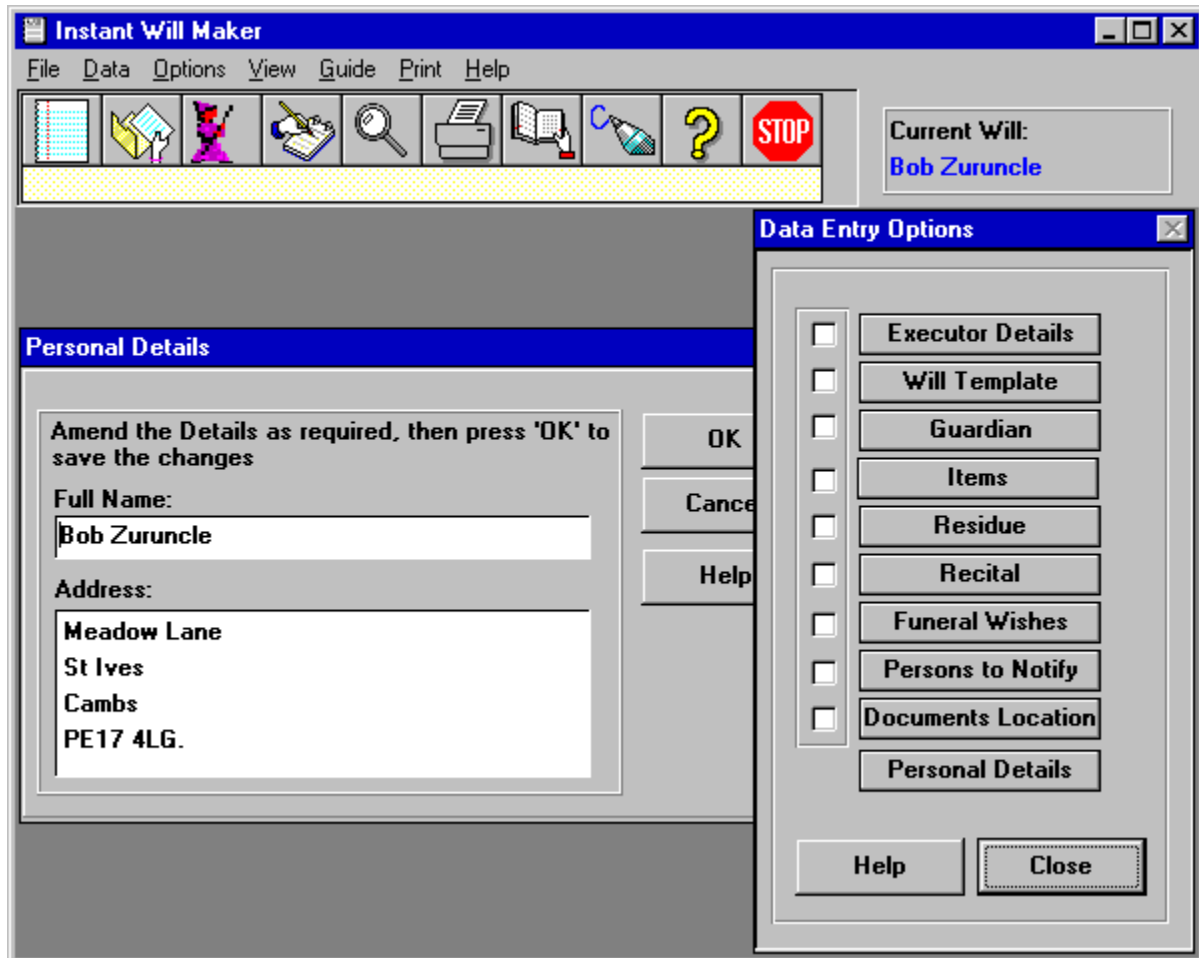 Instant Will Maker
File Data Options View Guide Print Help
STOP
Current Will:
Bob Zuruncle
Data Entry Options
Executor Details
Will Template
Guardian
Items
Residue
Recital
Funeral Wishes
Persons to Notify
Documents Location
Personal Details
Help Close
Personal Details
Amend the Details as required, then press 'OK' to
save the changes
Full Name:
Bob Zuruncle
Address:
Meadow Lane
St Ives
Cambs
PE17 4LG.
OK
Cance
Help